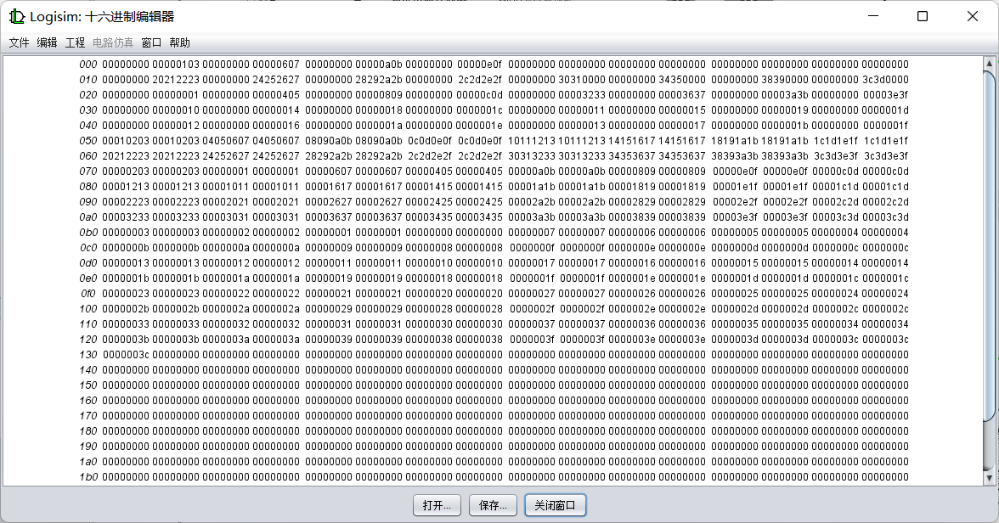 Logisim: 十六进制编辑器
文件 编辑 工程 电路仿真 窗口 帮助
000 00000000 00000103 00000000 00000607 00000000 00000a0b 00000000 00000e0f 00000000 00000000 00000000 00000000 00000000 00000000 00000000 00000000
010 00000000 20212223 00000000 24252627 00000000 28292a2b 00000000 2c2d2e2f 00000000 30310000 00000000 34350000 00000000 38390000 00000000 3c3d0000
020 00000000 00000001 00000000 00000405 00000000 00000809 00000000 00000c0d 00000000 00003233 00000000 00003637 00000000 00003a3b 00000000 00003e3f
030 00000000 00000010 00000000 00000014 00000000 00000018 00000000 0000001c 00000000 00000011 00000000 00000015 00000000 00000019 00000000 0000001d
040 00000000 00000012 00000000 00000016 00000000 0000001a 00000000 0000001e 00000000 00000013 00000000 00000017 00000000 0000001b 00000000 0000001f
050 00010203 00010203 04050607 04050607 08090a0b 08090a0b 0c0d0e0f 0c0d0e0f 10111213 10111213 14151617 14151617 18191a1b 18191a1b 1c1d1e1f 1c1d1e1f
060 20212223 20212223 24252627 24252627 28292a2b 28292a2b 2c2d2e2f 2c2d2e2f 30313233 30313233 34353637 34353637 38393a3b 38393a3b 3c3d3e3f 3c3d3e3f
070 00000203 00000203 00000001 00000001 00000607 00000607 00000405 00000405 00000a0b 00000a0b 00000809 00000809 00000e0f 00000e0f 00000c0d 00000c0d
080 00001213 00001213 00001011 00001011 00001617 00001617 00001415 00001415 00001a1b 00001a1b 00001819 00001819 00001e1f 00001e1f 00001c1d 00001c1d
090 00002223 00002223 00002021 00002021 00002627 00002627 00002425 00002425 00002a2b 00002a2b 00002829 00002829 00002e2f 00002e2f 00002c2d 00002c2d
0a0 00003233 00003233 00003031 00003031 00003637 00003637 00003435 00003435 00003a3b 00003a3b 00003839 00003839 00003e3f 00003e3f 00003c3d 00003c3d
0b0 00000003 00000003 00000002 00000002 00000001 00000001 00000000 00000000 00000007 00000007 00000006 00000006 00000005 00000005 00000004 00000004
0c0 0000000b 0000000b 0000000a 0000000a 00000009 00000009 00000008 00000008 0000000f 0000000f 0000000e 0000000e 0000000d 0000000d 0000000c 0000000c
0d0 00000013 00000013 00000012 00000012 00000011 00000011 00000010 00000010 00000017 00000017 00000016 00000016 00000015 00000015 00000014 00000014
0e0 0000001b 0000001b 0000001a 0000001a 00000019 00000019 00000018 00000018 0000001f 0000001f 0000001e 0000001e 0000001d 0000001d 0000001c 0000001c
0f0 00000023 00000023 00000022 00000022 00000021 00000021 00000020 00000020 00000027 00000027 00000026 00000026 00000025 00000025 00000024 00000024
100 0000002b 0000002b 0000002a 0000002a 00000029 00000029 00000028 00000028 0000002f 0000002f 0000002e 0000002e 0000002d 0000002d 0000002c 0000002c
110 00000033 00000033 00000032 00000032 00000031 00000031 00000030 00000030 00000037 00000037 00000036 00000036 00000035 00000035 00000034 00000034
120 0000003b 0000003b 0000003a 0000003a 00000039 00000039 00000038 00000038 0000003f 0000003f 0000003e 0000003e 0000003d 0000003d 0000003c 0000003c
130 0000003c 00000000 00000000 00000000 00000000 00000000 00000000 00000000 00000000 00000000 00000000 00000000 00000000 00000000 00000000 00000000
140 00000000 00000000 00000000 00000000 00000000 00000000 00000000 00000000 00000000 00000000 00000000 00000000 00000000 00000000 00000000 00000000
150 00000000 00000000 00000000 00000000 00000000 00000000 00000000 00000000 00000000 00000000 00000000 00000000 00000000 00000000 00000000 00000000
160 00000000 00000000 00000000 00000000 00000000 00000000 00000000 00000000 00000000 00000000 00000000 00000000 00000000 00000000 00000000 00000000
170 00000000 00000000 00000000 00000000 00000000 00000000 00000000 00000000 00000000 00000000 00000000 00000000 00000000 00000000 00000000 00000000
180 00000000 00000000 00000000 00000000 00000000 00000000 00000000 00000000 00000000 00000000 00000000 00000000 00000000 00000000 00000000 00000000
190 00000000 00000000 00000000 00000000 00000000 00000000 00000000 00000000 00000000 00000000 00000000 00000000 00000000 00000000 00000000 00000000
1a0 00000000 00000000 00000000 00000000 00000000 00000000 00000000 00000000 00000000 00000000 00000000 00000000 00000000 00000000 00000000 00000000
1b0 00000000 00000000 00000000 00000000 00000000 00000000 00000000 00000000 00000000 00000000 00000000 00000000 00000000 00000000 00000000 00000000
打开... 保存... 关闭窗口